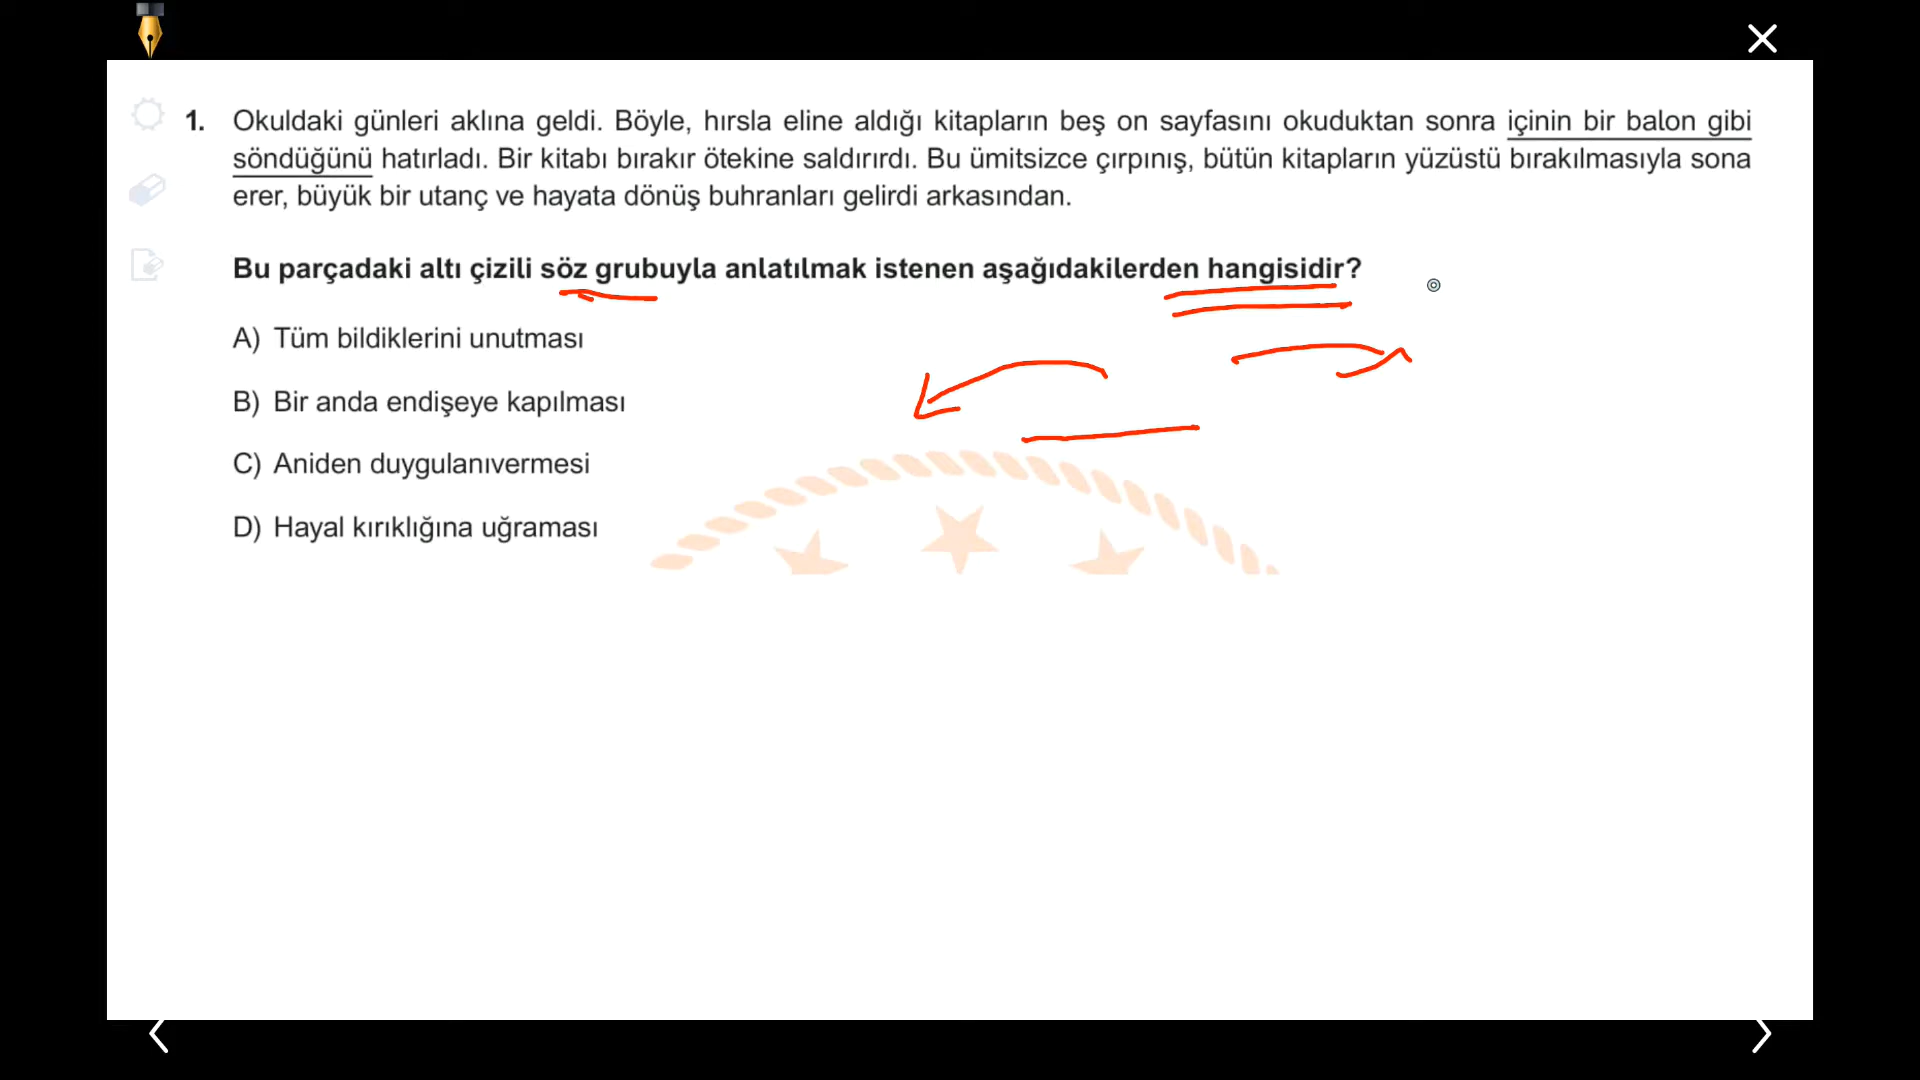 1. Okuldaki günleri aklına geldi. Böyle, hırsla eline aldığı kitapların beş on sayfasını okuduktan sonra içinin bir balon gibi
söndüğünü hatırladı. Bir kitabı bırakır ötekine saldırırdı. Bu ümitsizce çırpınış, bütün kitapların yüzüstü bırakılmasıyla sona
erer, büyük bir utanç ve hayata dönüş buhranları gelirdi arkasından.
Bu parçadaki altı çizili söz grubuyla anlatılmak istenen aşağıdakilerden hangisidir?
A) Tüm bildiklerini unutması
B) Bir anda endişeye kapılması
C) Aniden duygulanıvermesi
D) Hayal kırıklığına uğraması